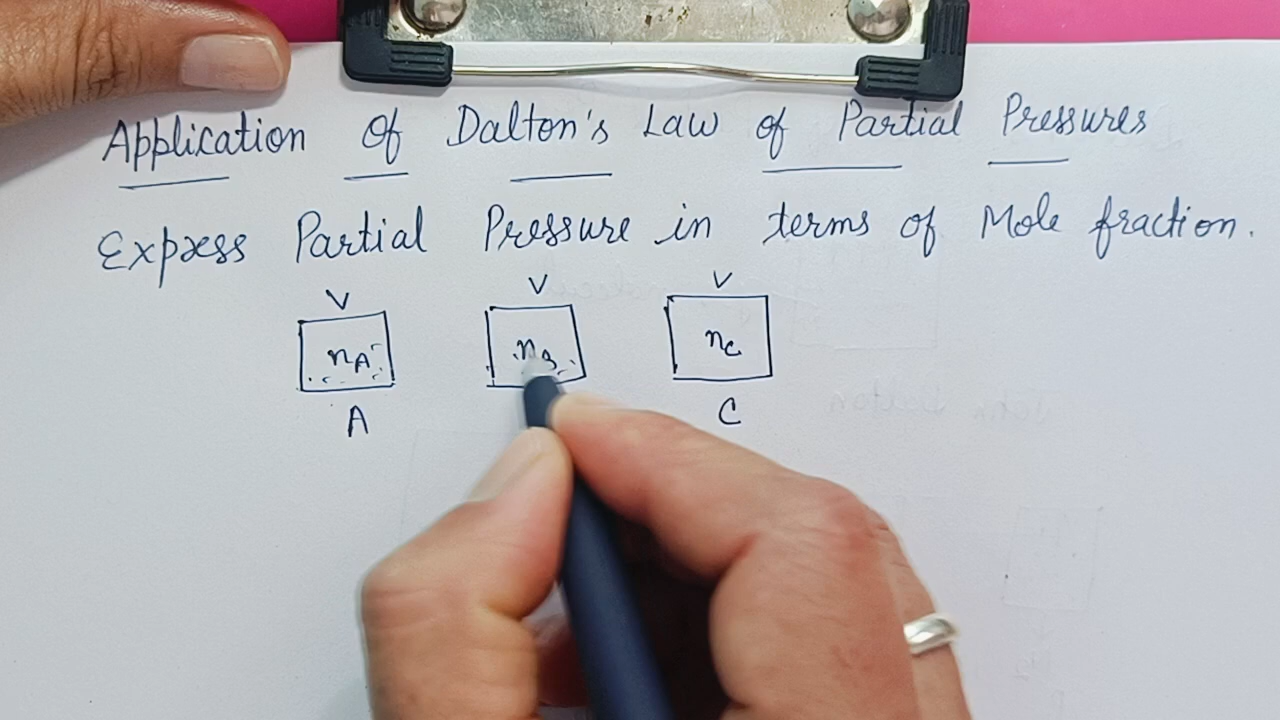 Application Of Dalton's Law of Partial Pressures
Express Partial Pressure in terms of Mole fraction.
V V V
nA nB nC
A C